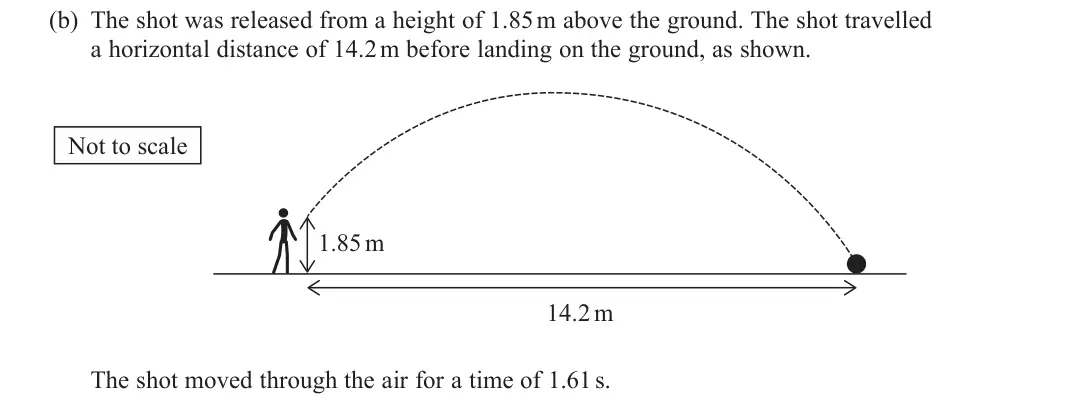 (b) The shot was released from a height of 1.85 m above the ground. The shot travelled
a horizontal distance of 14.2 m before landing on the ground, as shown.
Not to scale
1.85 m
14.2 m
The shot moved through the air for a time of 1.61 s.